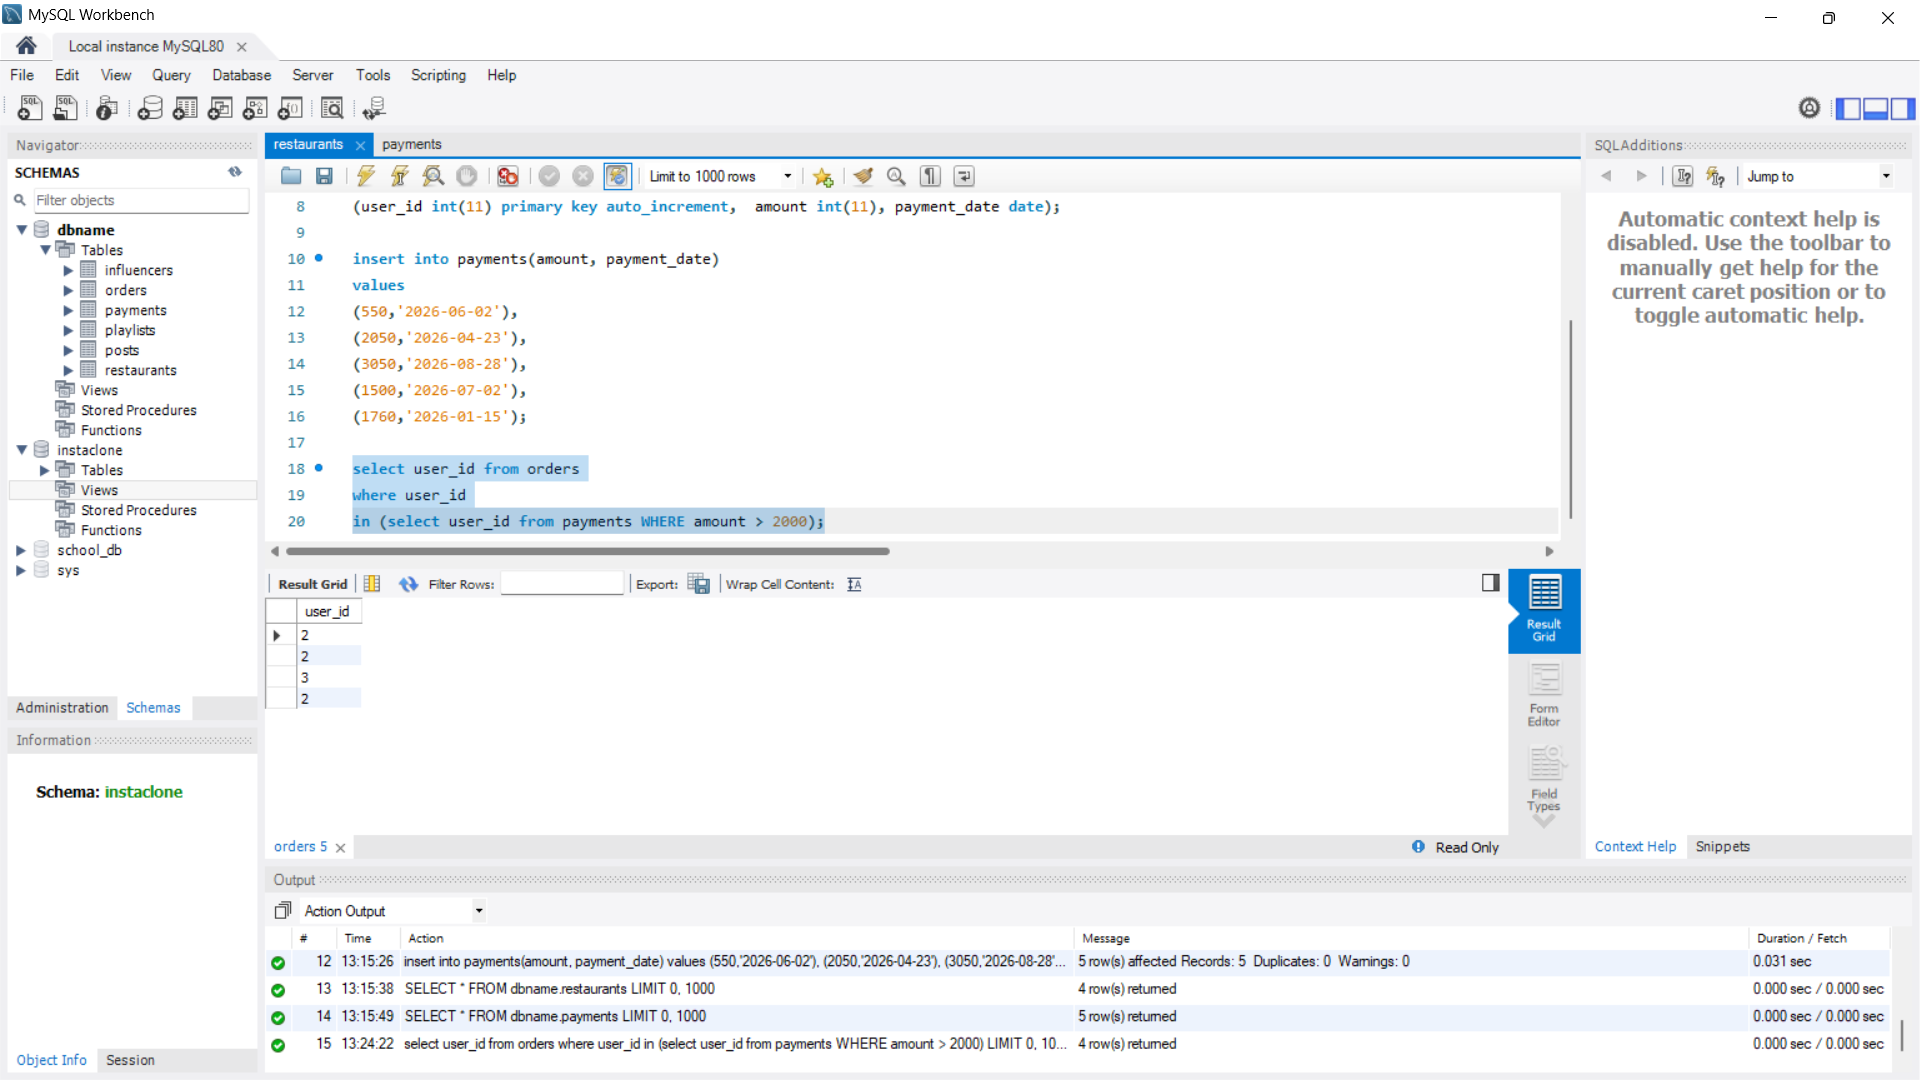 MySQL Workbench
Local instance MySQL80
File Edit View Query Database Server Tools Scripting Help
Navigator
SCHEMAS
Filter objects
dbname
Tables
influencers
orders
payments
playlists
posts
restaurants
Views
Stored Procedures
Functions
instaclone
Tables
Views
Stored Procedures
Functions
school_db
sys
Administration Schemas
Information
Schema: instaclone
Object Info Session
restaurants payments
Limit to 1000 rows
8 (user_id int(11) primary key auto_increment,  amount int(11), payment_date date);
9
10 insert into payments(amount, payment_date)
11 values
12 (550,'2026-06-02'),
13 (2050,'2026-04-23'),
14 (3050,'2026-08-28'),
15 (1500,'2026-07-02'),
16 (1760,'2026-01-15');
17
18 select user_id from orders
19 where user_id
20 in (select user_id from payments WHERE amount > 2000);
Result Grid Filter Rows: Export: Wrap Cell Content:
user_id
2
2
3
2
Result Grid
Form Editor
Field Types
orders 5 Read Only
SQLAdditions
Jump to
Automatic context help is
disabled. Use the toolbar to
manually get help for the
current caret position or to
toggle automatic help.
Context Help Snippets
Output
Action Output
# Time Action Message Duration / Fetch
12 13:15:26 insert into payments(amount, payment_date) values (550,'2026-06-02'), (2050,'2026-04-23'), (3050,'2026-08-28'... 5 row(s) affected Records: 5 Duplicates: 0 Warnings: 0 0.031 sec
13 13:15:38 SELECT * FROM dbname.restaurants LIMIT 0, 1000 4 row(s) returned 0.000 sec / 0.000 sec
14 13:15:49 SELECT * FROM dbname.payments LIMIT 0, 1000 5 row(s) returned 0.000 sec / 0.000 sec
15 13:24:22 select user_id from orders where user_id in (select user_id from payments WHERE amount > 2000) LIMIT 0, 10... 4 row(s) returned 0.000 sec / 0.000 sec